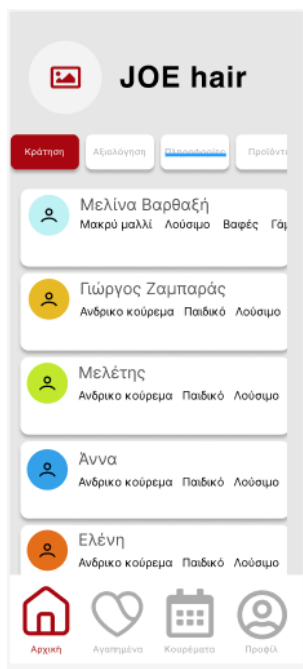 JOE hair
Κράτηση Αξιολόγηση Πληροφορίες Προϊόντ
Μελίνα Βαρθαξή
Μακρύ μαλλί Λούσιμο Βαφές Γάμ
Γιώργος Ζαμπαράς
Ανδρικο κούρεμα Παιδικό Λούσιμο
Μελέτης
Ανδρικο κούρεμα Παιδικό Λούσιμο
Άννα
Ανδρικο κούρεμα Παιδικό Λούσιμο
Ελένη
Ανδρικο κούρεμα Παιδικό Λούσιμο
Αρχική Αγαπημένα Κουρέματα Προφίλ